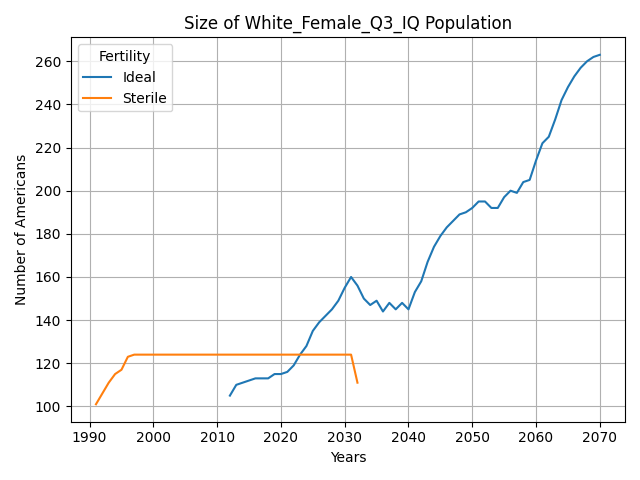 Size of White_Female_Q3_IQ Population
Fertility
Ideal
Sterile
Number of Americans
260
240
220
200
180
160
140
120
100
1990 2000 2010 2020 2030 2040 2050 2060 2070
Years